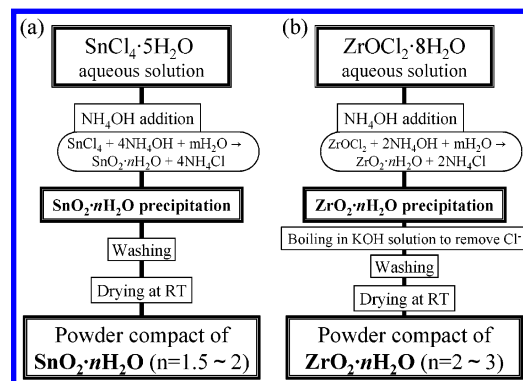 (a)
SnCl₄·5H₂O
aqueous solution
NH₄OH addition
SnCl₄ + 4NH₄OH + mH₂O →
SnO₂·nH₂O + 4NH₄Cl
SnO₂·nH₂O precipitation
Washing
Drying at RT
Powder compact of
SnO₂·nH₂O (n=1.5 ~ 2)
(b)
ZrOCl₂·8H₂O
aqueous solution
NH₄OH addition
ZrOCl₂ + 2NH₄OH + mH₂O →
ZrO₂·nH₂O + 2NH₄Cl
ZrO₂·nH₂O precipitation
Boiling in KOH solution to remove Cl⁻
Washing
Drying at RT
Powder compact of
ZrO₂·nH₂O (n=2 ~ 3)